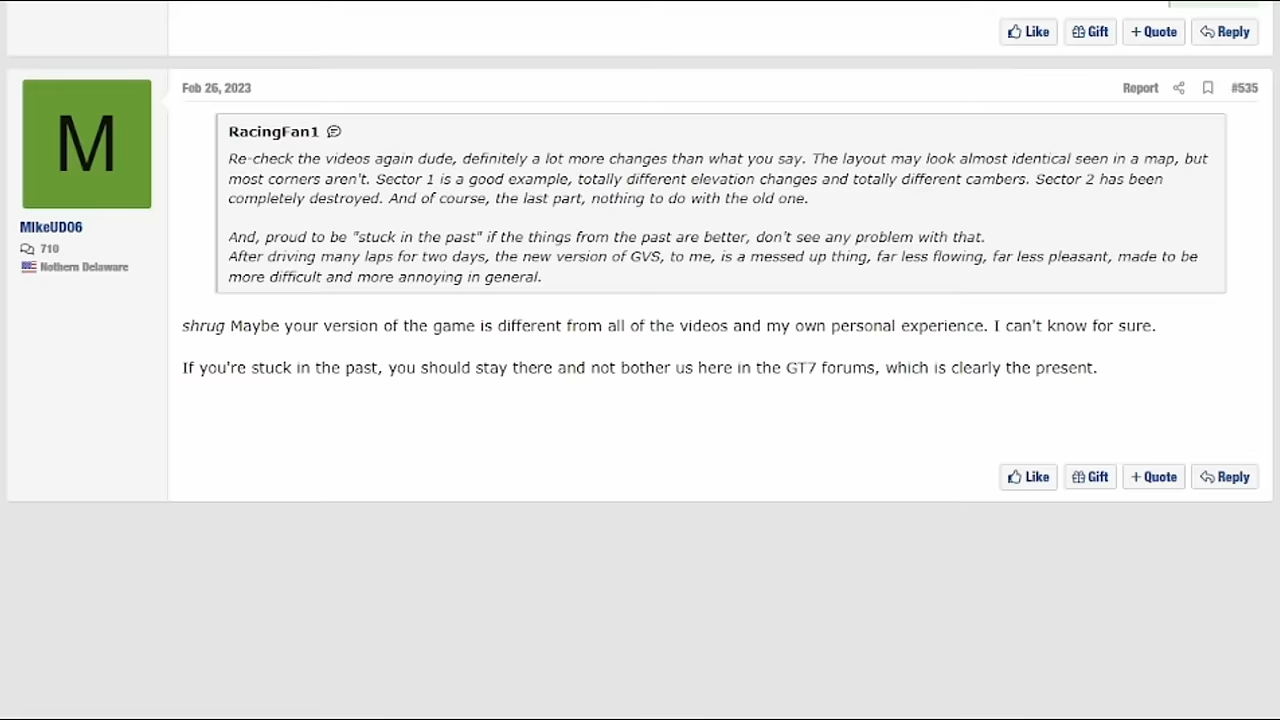 Like Gift + Quote Reply
M
Feb 26, 2023
Report #535
RacingFan1
Re-check the videos again dude, definitely a lot more changes than what you say. The layout may look almost identical seen in a map, but
most corners aren't. Sector 1 is a good example, totally different elevation changes and totally different cambers. Sector 2 has been
completely destroyed. And of course, the last part, nothing to do with the old one.
And, proud to be "stuck in the past" if the things from the past are better, don't see any problem with that.
After driving many laps for two days, the new version of GVS, to me, is a messed up thing, far less flowing, far less pleasant, made to be
more difficult and more annoying in general.
MIkeUD06
710
Nothern Delaware
shrug Maybe your version of the game is different from all of the videos and my own personal experience. I can't know for sure.
If you're stuck in the past, you should stay there and not bother us here in the GT7 forums, which is clearly the present.
Like Gift + Quote Reply